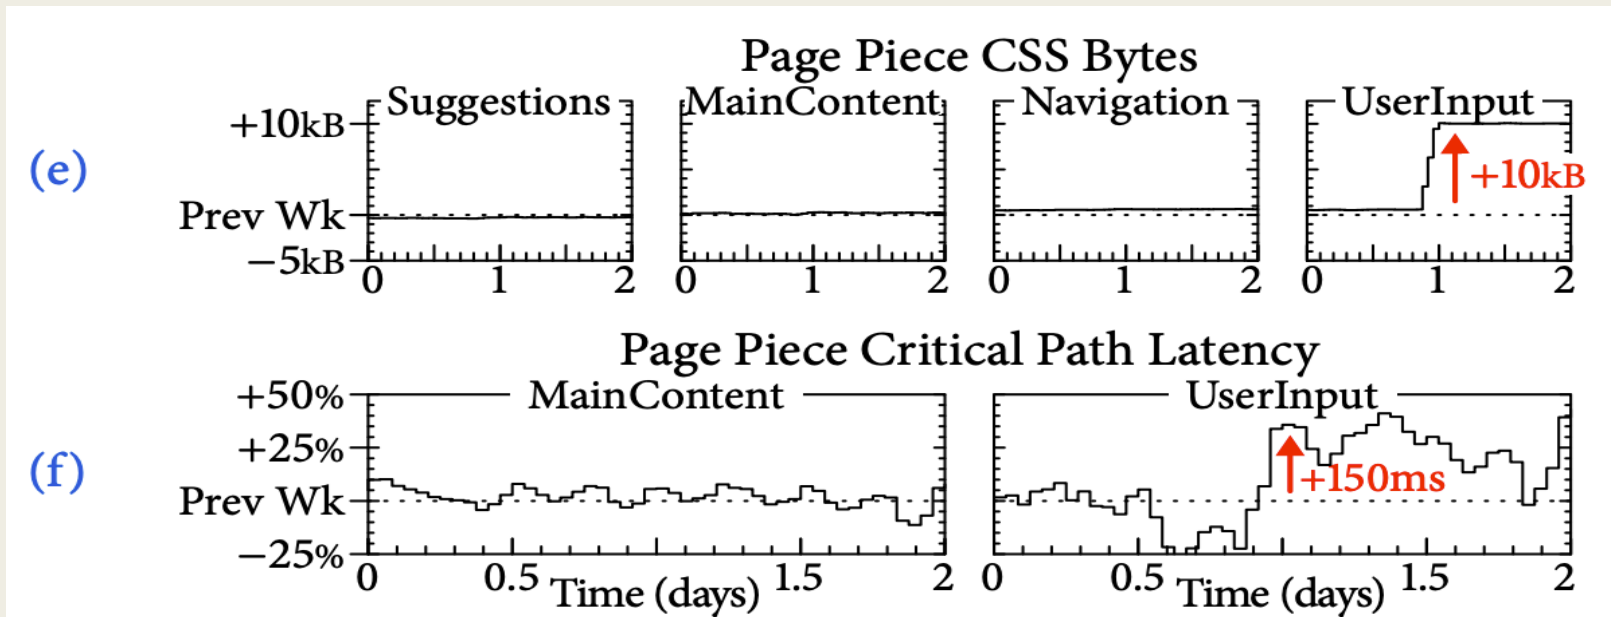 Page Piece CSS Bytes
Suggestions MainContent Navigation UserInput
+10kB
(e)
+10kB
Prev Wk
−5kB
0 1 2 0 1 2 0 1 2 0 1 2
Page Piece Critical Path Latency
+50% MainContent UserInput
+25%
(f)
+150ms
Prev Wk
−25%
0 0.5 1.5 2 0 0.5 1.5 2
Time (days) Time (days)